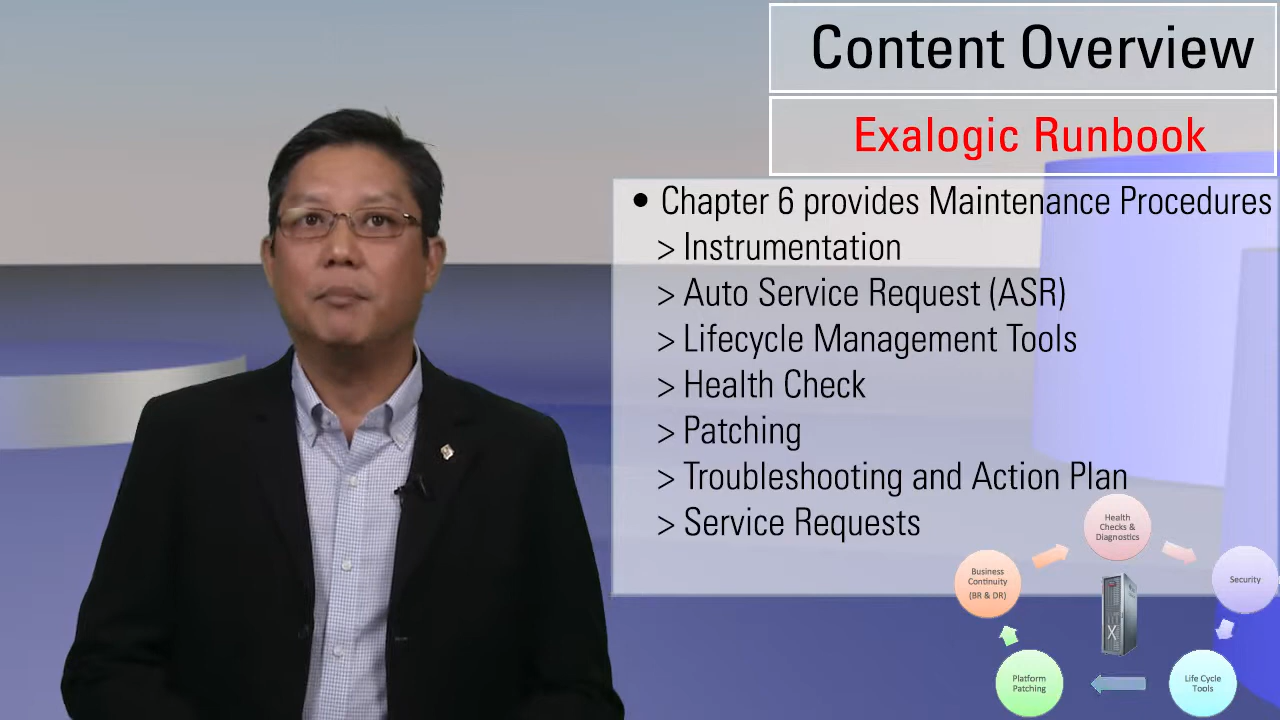 Content Overview
Exalogic Runbook
• Chapter 6 provides Maintenance Procedures
> Instrumentation
> Auto Service Request (ASR)
> Lifecycle Management Tools
> Health Check
> Patching
> Troubleshooting and Action Plan
> Service Requests
Health
Checks &
Diagnostics
Security
Life Cycle
Tools
Platform
Patching
Business
Continuity
(BR & DR)
X